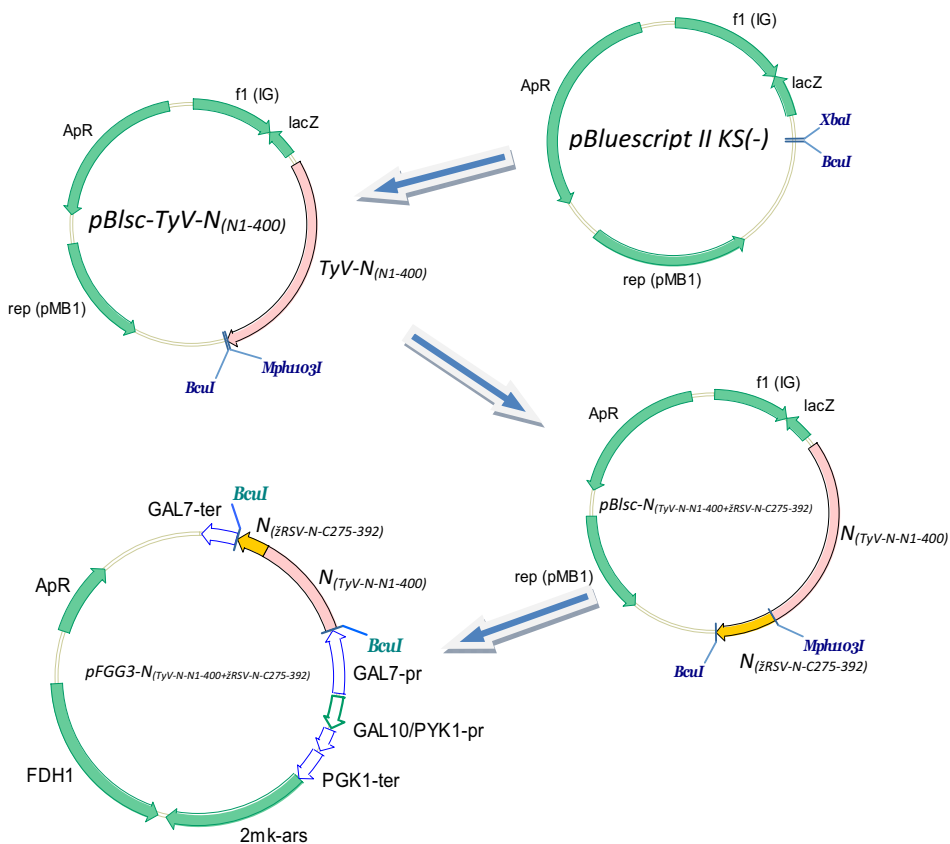 f1 (IG)
lacZ
ApR
pBlsc-TyV-N(N1-400)
TyV-N(N1-400)
rep (pMB1)
Mph1103I
BcuI
f1 (IG)
lacZ
ApR
pBluescript II KS(-)
XbaI
BcuI
rep (pMB1)
f1 (IG)
lacZ
ApR
pBlsc-N(TyV-N-N1-400+žRSV-N-C275-392)
N(TyV-N-N1-400)
rep (pMB1)
Mph1103I
BcuI
N(žRSV-N-C275-392)
BcuI
GAL7-ter
N(žRSV-N-C275-392)
N(TyV-N-N1-400)
ApR
BcuI
pFGG3-N(TyV-N-N1-400+žRSV-N-C275-392)
GAL7-pr
GAL10/PYK1-pr
FDH1
PGK1-ter
2mk-ars